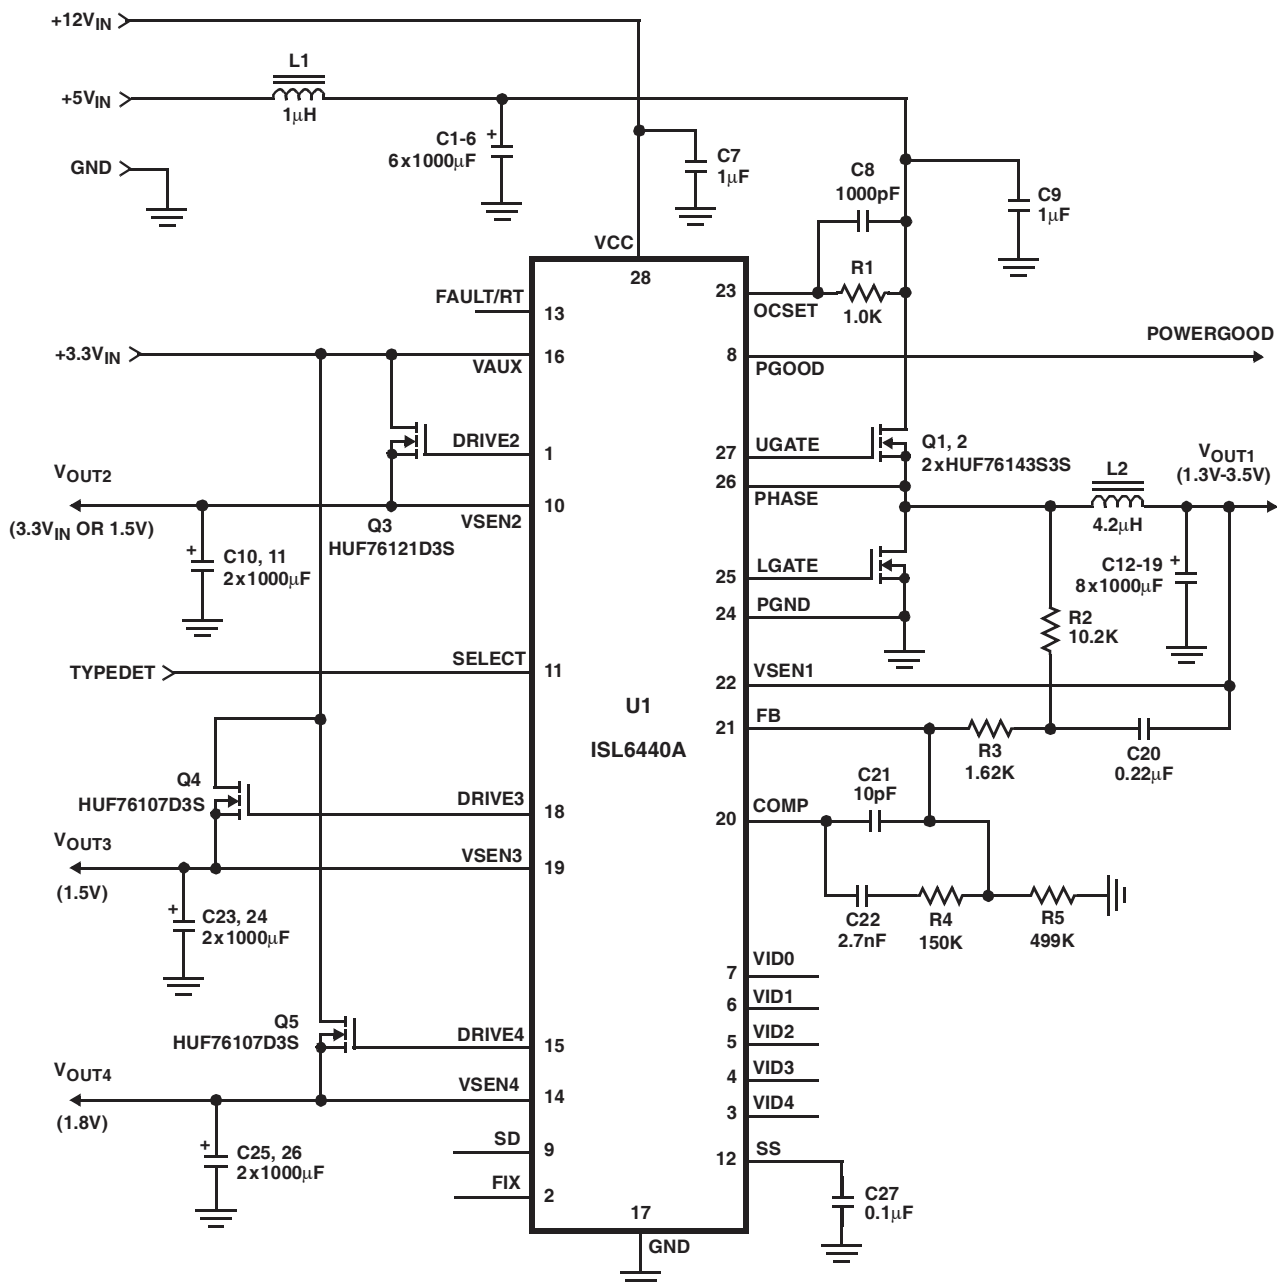 +12VIN
L1
+5VIN
1μH
C1-6
6x1000μF
+
GND
C7
1μF
C8
1000pF
C9
1μF
VCC
28
R1
1.0K
23
OCSET
FAULT/RT
13
+3.3VIN
VAUX
16
8
PGOOD
POWERGOOD
DRIVE2
1
27
UGATE
Q1, 2
2xHUF76143S3S
26
PHASE
VOUT2
(3.3VIN OR 1.5V)
10
VSEN2
Q3
HUF76121D3S
+
C10, 11
2x1000μF
L2
4.2μH
VOUT1
(1.3V-3.5V)
25
LGATE
24
PGND
C12-19
8x1000μF
+
R2
10.2K
TYPEDET
SELECT
11
22
VSEN1
U1
ISL6440A
21
FB
R3
1.62K
C20
0.22μF
Q4
HUF76107D3S
DRIVE3
18
C21
10pF
20
COMP
VOUT3
(1.5V)
VSEN3
19
C22
2.7nF
R4
150K
R5
499K
+
C23, 24
2x1000μF
7
VID0
6
VID1
5
VID2
4
VID3
3
VID4
Q5
HUF76107D3S
DRIVE4
15
VOUT4
(1.8V)
VSEN4
14
+
C25, 26
2x1000μF
SD
9
FIX
2
12
SS
C27
0.1μF
17
GND